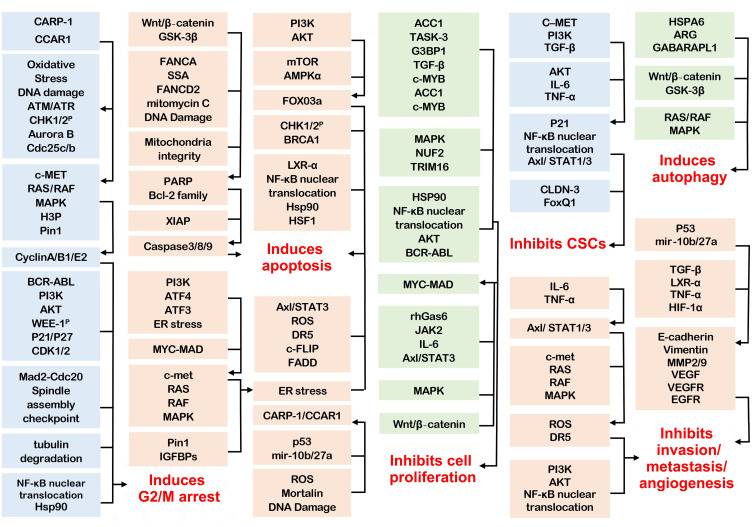 CARP-1
CCAR1
Oxidative
Stress
DNA damage
ATM/ATR
CHK1/2ᴾ
Aurora B
Cdc25c/b
c-MET
RAS/RAF
MAPK
H3P
Pin1
CyclinA/B1/E2
BCR-ABL
PI3K
AKT
WEE-1ᴾ
P21/P27
CDK1/2
Mad2-Cdc20
Spindle
assembly
checkpoint
tubulin
degradation
NF-κB nuclear
translocation
Hsp90
Wnt/β-catenin
GSK-3β
FANCA
SSA
FANCD2
mitomycin C
DNA Damage
Mitochondria
integrity
PARP
Bcl-2 family
XIAP
Caspase3/8/9
PI3K
ATF4
ATF3
ER stress
MYC-MAD
c-met
RAS
RAF
MAPK
Pin1
IGFBPs
Induces
G2/M arrest
PI3K
AKT
mTOR
AMPKα
FOX03a
CHK1/2ᴾ
BRCA1
LXR-α
NF-κB nuclear
translocation
Hsp90
HSF1
Induces
apoptosis
Axl/STAT3
ROS
DR5
c-FLIP
FADD
ER stress
CARP-1/CCAR1
p53
mir-10b/27a
ROS
Mortalin
DNA Damage
ACC1
TASK-3
G3BP1
TGF-β
c-MYB
ACC1
c-MYB
MAPK
NUF2
TRIM16
HSP90
NF-κB nuclear
translocation
AKT
BCR-ABL
MYC-MAD
rhGas6
JAK2
IL-6
Axl/STAT3
MAPK
Wnt/β-catenin
Inhibits cell
proliferation
C–MET
PI3K
TGF-β
AKT
IL-6
TNF-α
P21
NF-κB nuclear
translocation
Axl/ STAT1/3
CLDN-3
FoxQ1
Inhibits CSCs
IL-6
TNF-α
Axl/ STAT1/3
c-met
RAS
RAF
MAPK
ROS
DR5
PI3K
AKT
NF-κB nuclear
translocation
HSPA6
ARG
GABARAPL1
Wnt/β-catenin
GSK-3β
RAS/RAF
MAPK
Induces
autophagy
P53
mir-10b/27a
TGF-β
LXR-α
TNF-α
HIF-1α
E-cadherin
Vimentin
MMP2/9
VEGF
VEGFR
EGFR
Inhibits
invasion/
metastasis/
angiogenesis